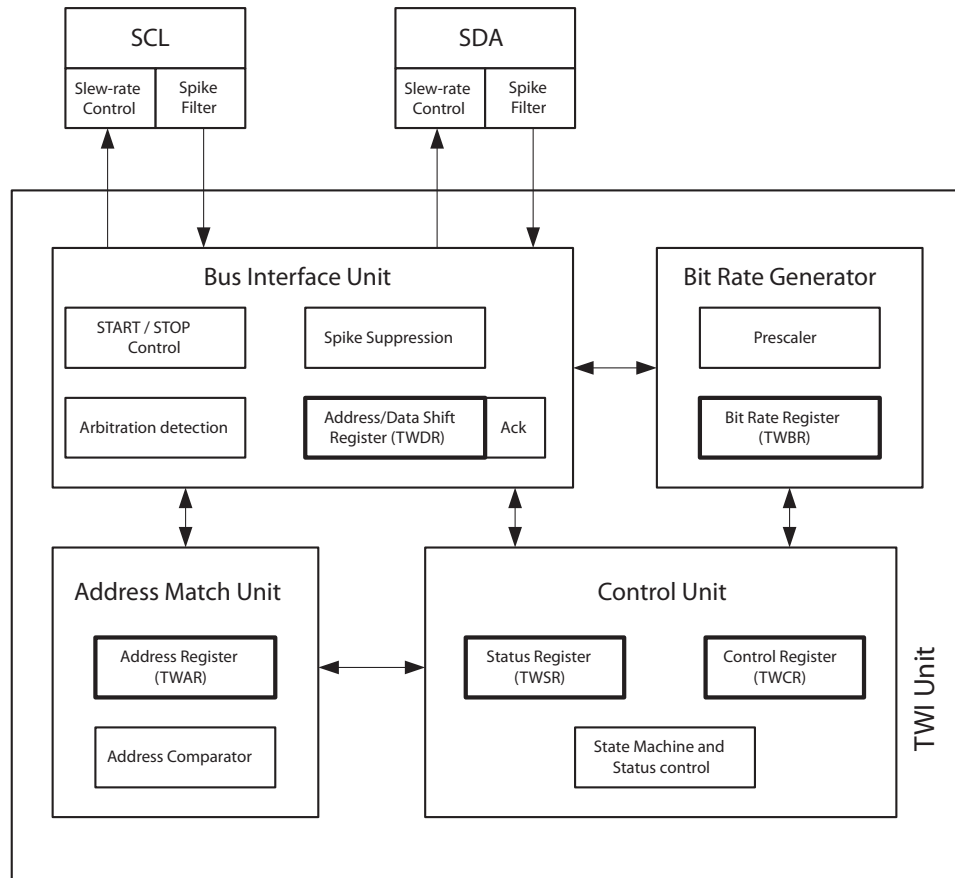 SCL
Slew-rate
Control
Spike
Filter
SDA
Slew-rate
Control
Spike
Filter
Bus Interface Unit
START / STOP
Control
Spike Suppression
Arbitration detection
Address/Data Shift
Register (TWDR)
Ack
Bit Rate Generator
Prescaler
Bit Rate Register
(TWBR)
Address Match Unit
Address Register
(TWAR)
Address Comparator
Control Unit
Status Register
(TWSR)
Control Register
(TWCR)
State Machine and
Status control
TWI Unit